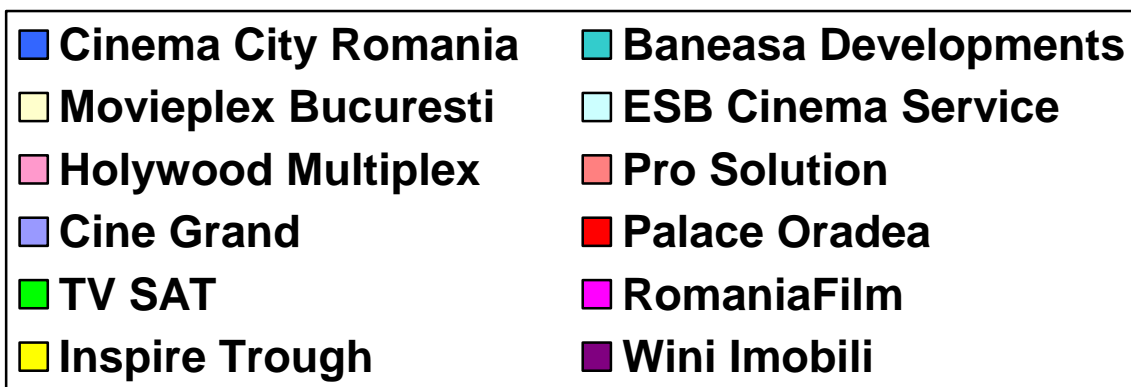 Cinema City Romania
Baneasa Developments
Movieplex Bucuresti
ESB Cinema Service
Holywood Multiplex
Pro Solution
Cine Grand
Palace Oradea
TV SAT
RomaniaFilm
Inspire Trough
Wini Imobili